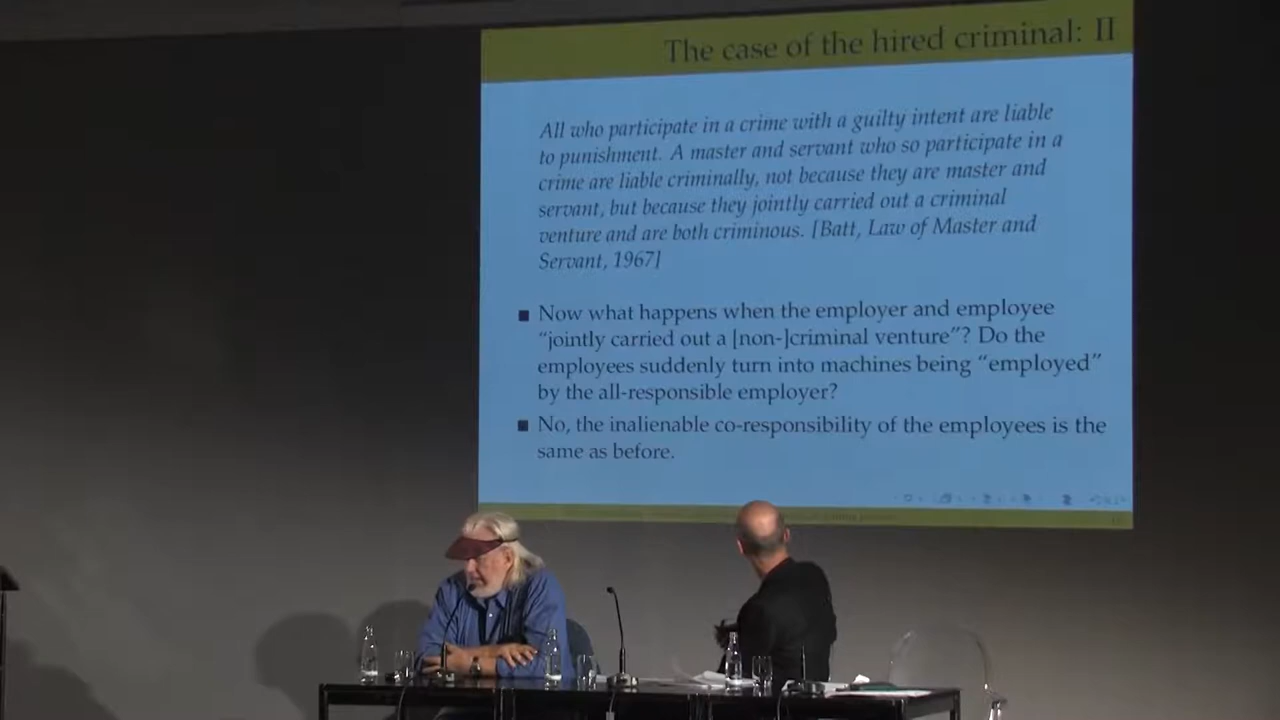 The case of the hired criminal: II
All who participate in a crime with a guilty intent are liable
to punishment. A master and servant who so participate in a
crime are liable criminally, not because they are master and
servant, but because they jointly carried out a criminal
venture and are both criminous. [Batt, Law of Master and
Servant, 1967]
Now what happens when the employer and employee
“jointly carried out a [non-]criminal venture”? Do the
employees suddenly turn into machines being “employed”
by the all-responsible employer?
No, the inalienable co-responsibility of the employees is the
same as before.